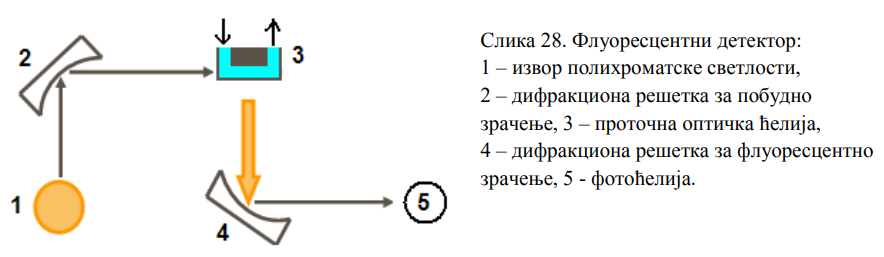 2
3
1
4
5
Слика 28. Флуоресцентни детектор:
1 – извор полихроматске светлости,
2 – дифракциона решетка за побудно
зрачење, 3 – проточна оптичка ћелија,
4 – дифракциона решетка за флуоресцентно
зрачење, 5 - фотоћелија.